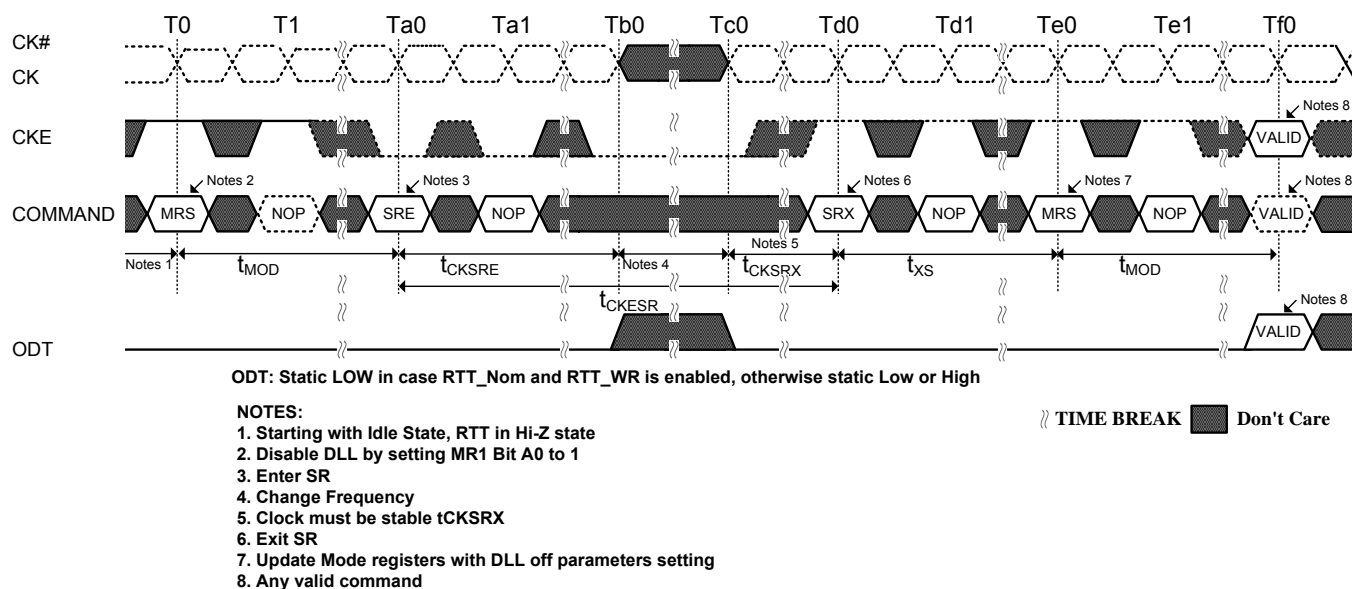 T0 T1 Ta0 Ta1 Tb0 Tc0 Td0 Td1 Te0 Te1 Tf0
CK#
CK
Notes 8
CKE VALID
Notes 2 Notes 3 Notes 6 Notes 7 Notes 8
COMMAND MRS NOP SRE NOP SRX NOP MRS NOP VALID
Notes 5
Notes 1 tMOD tCKSRE Notes 4 tCKSRX tXS tMOD
tCKESR
Notes 8
ODT VALID
ODT: Static LOW in case RTT_Nom and RTT_WR is enabled, otherwise static Low or High
NOTES:
1. Starting with Idle State, RTT in Hi-Z state
2. Disable DLL by setting MR1 Bit A0 to 1
3. Enter SR
4. Change Frequency
5. Clock must be stable tCKSRX
6. Exit SR
7. Update Mode registers with DLL off parameters setting
8. Any valid command
TIME BREAK Don't Care